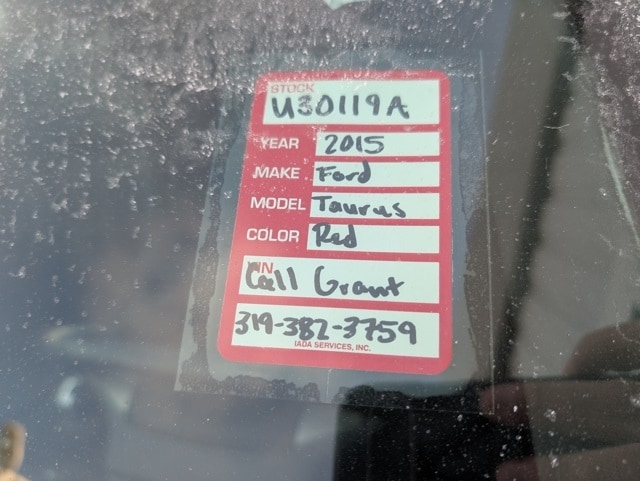 STOCK
U30119A
YEAR 2015
MAKE Ford
MODEL Taurus
COLOR Red
Call Grant
319-382-3759
IADA SERVICES, INC.